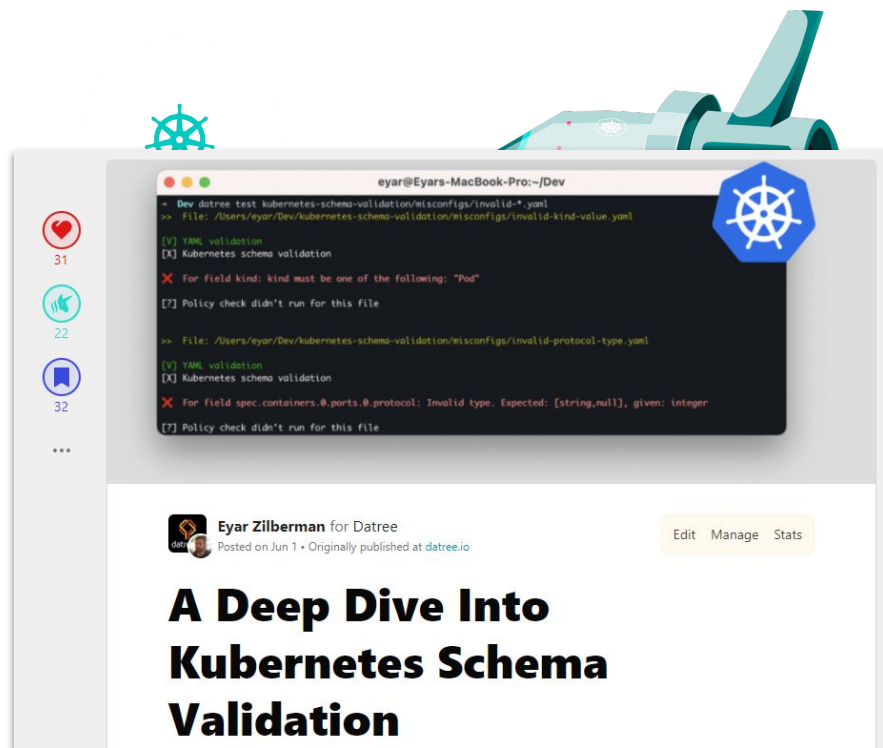 eyar@Eyars-MacBook-Pro:~/Dev
→ Dev datree test kubernetes-schema-validation/misconfigs/invalid-*.yaml
>> File: /Users/eyar/Dev/kubernetes-schema-validation/misconfigs/invalid-kind-value.yaml
[V] YAML validation
[X] Kubernetes schema validation
❌ For field kind: kind must be one of the following: "Pod"
[?] Policy check didn't run for this file
>> File: /Users/eyar/Dev/kubernetes-schema-validation/misconfigs/invalid-protocol-type.yaml
[V] YAML validation
[X] Kubernetes schema validation
❌ For field spec.containers.0.ports.0.protocol: Invalid type. Expected: [string,null], given: integer
[?] Policy check didn't run for this file
31
22
32
Eyar Zilberman for Datree
Posted on Jun 1 • Originally published at datree.io
Edit Manage Stats
A Deep Dive Into
Kubernetes Schema
Validation